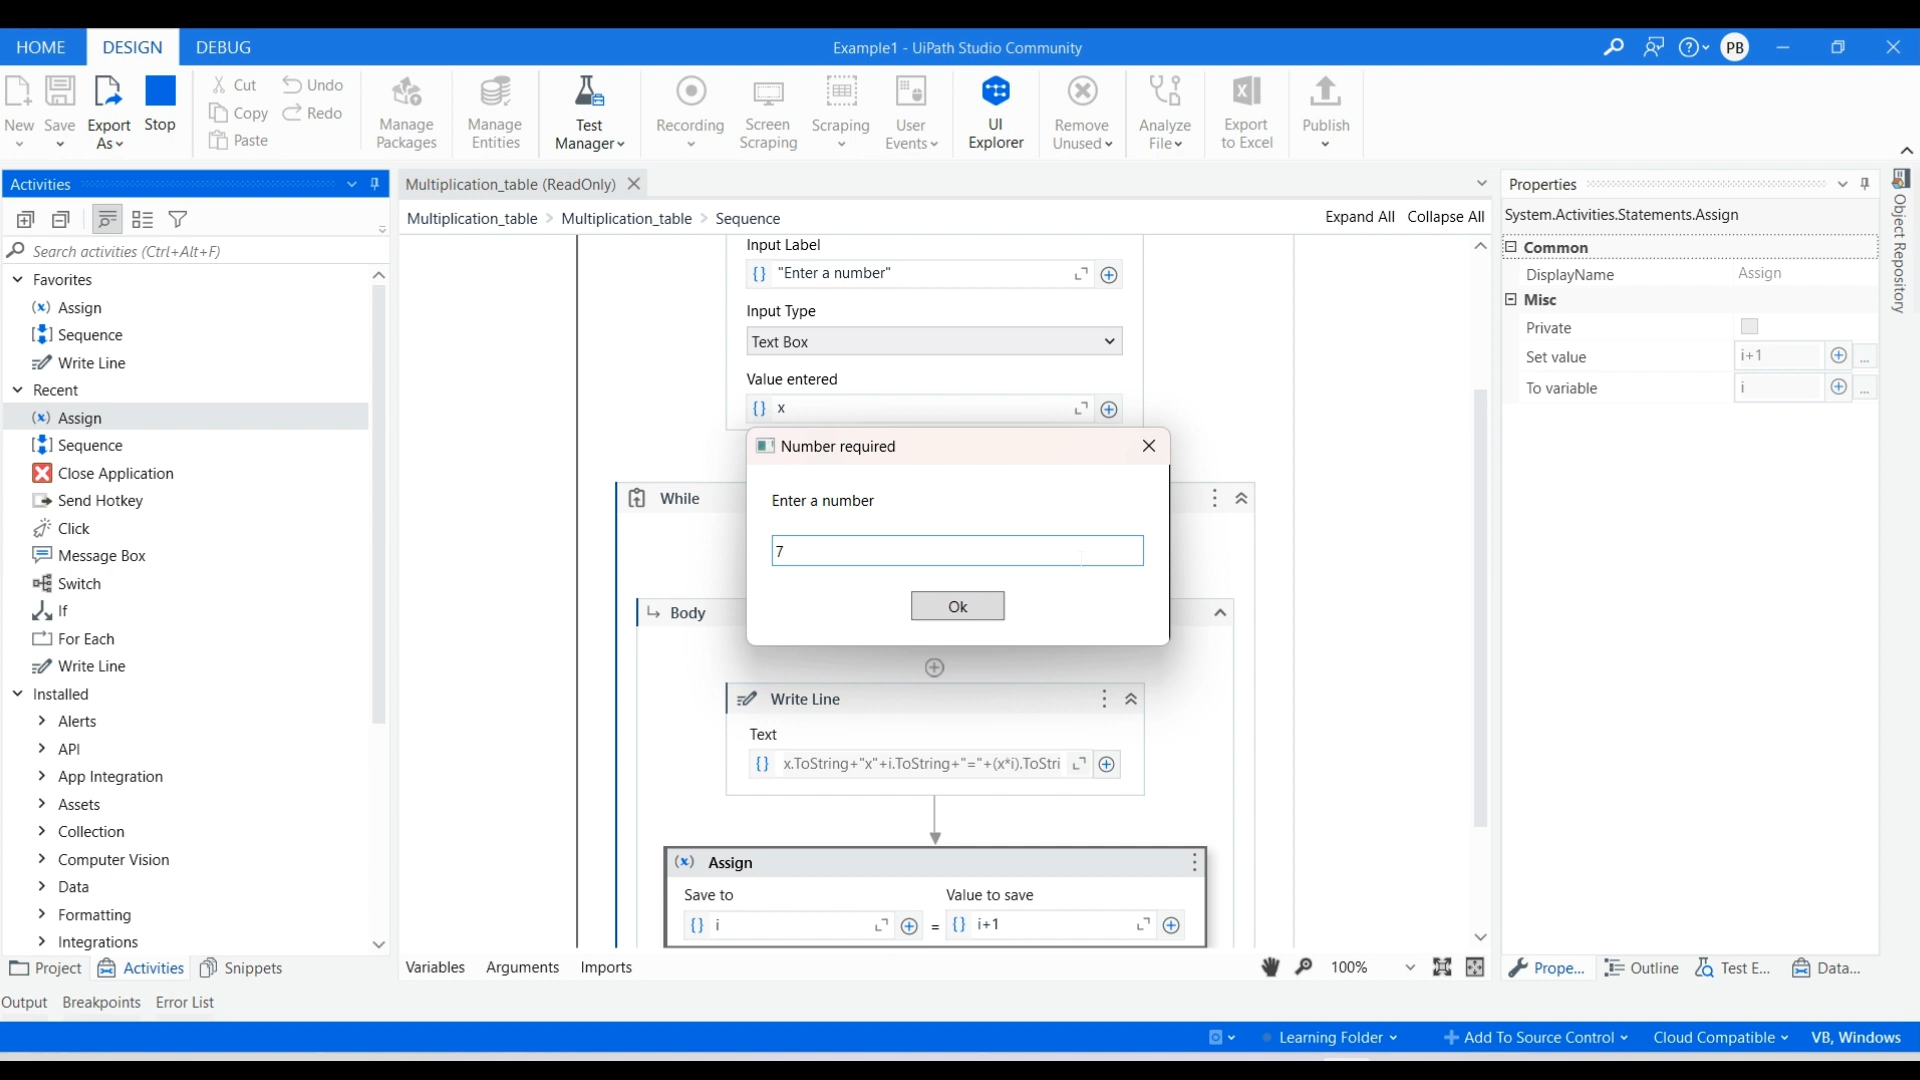 HOME DESIGN DEBUG Example1 - UiPath Studio Community PB
New Save Export As Stop
Cut Undo
Copy Redo
Paste
Manage Packages
Manage Entities
Test Manager
Recording
Screen Scraping
Scraping
User Events
UI Explorer
Remove Unused
Analyze File
Export to Excel
Publish
Activities
Search activities (Ctrl+Alt+F)
Favorites
Assign
Sequence
Write Line
Recent
Assign
Sequence
Close Application
Send Hotkey
Click
Message Box
Switch
If
For Each
Write Line
Installed
Alerts
API
App Integration
Assets
Collection
Computer Vision
Data
Formatting
Integrations
Project Activities Snippets
Multiplication_table (ReadOnly)
Multiplication_table > Multiplication_table > Sequence Expand All Collapse All
Input Label
{} "Enter a number"
Input Type
Text Box
Value entered
{} x
Number required
Enter a number
7
Ok
While
Body
Write Line
Text
{} x.ToString+"x"+i.ToString+"="+(x*i).ToStri
(x) Assign
Save to Value to save
{} i = {} i+1
Variables Arguments Imports 100%
Properties
System.Activities.Statements.Assign
Common
DisplayName Assign
Misc
Private
Set value i+1 ...
To variable i ...
Object Repository
Prope... Outline Test E... Data...
Output Breakpoints Error List
Learning Folder Add To Source Control Cloud Compatible VB, Windows